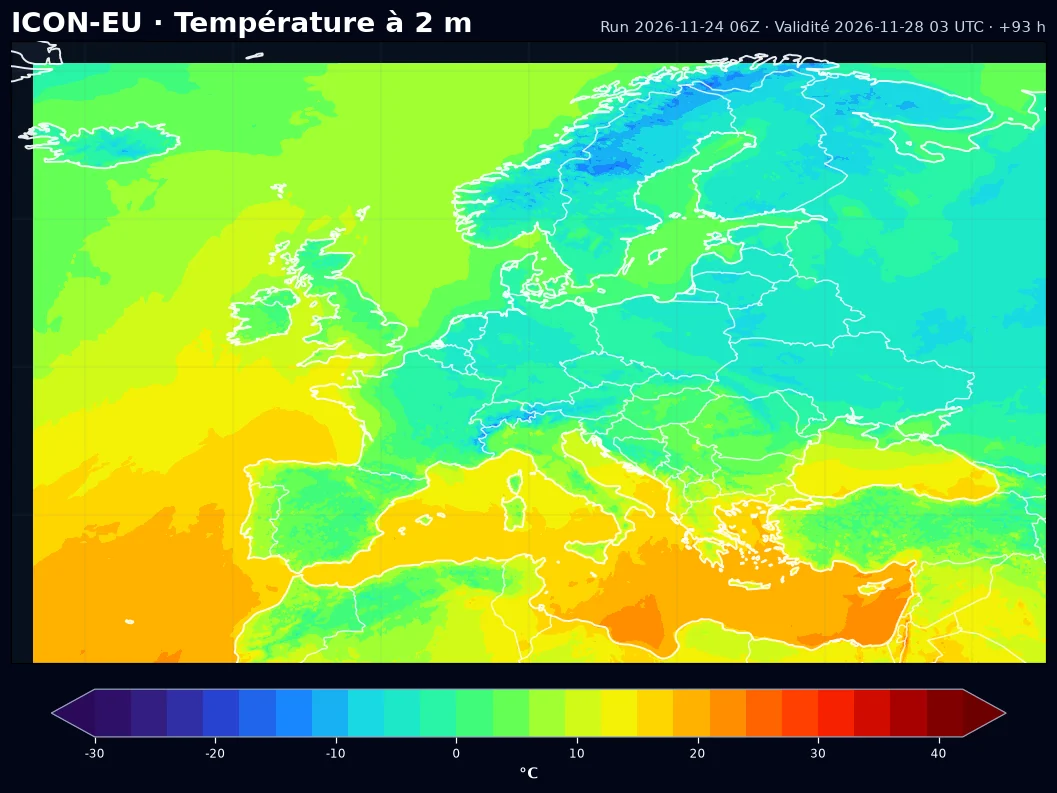 ICON-EU · Température à 2 m
Run 2026-11-24 06Z · Validité 2026-11-28 03 UTC · +93 h
-30 -20 -10 0 10 20 30 40
°C